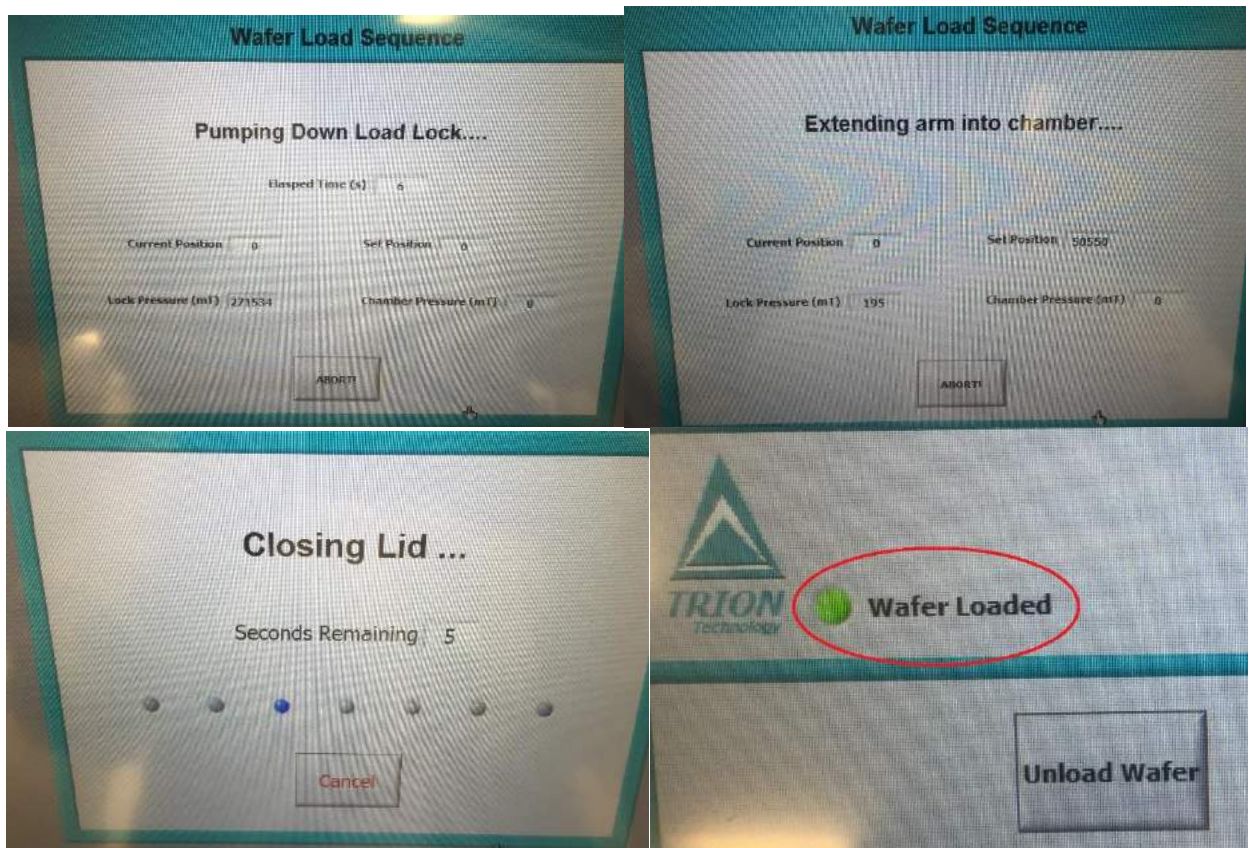 Wafer Load Sequence
Pumping Down Load Lock....
Elasped Time (s) 6
Current Position 0 Set Position 0
Lock Pressure (mT) 271534 Chamber Pressure (mT) 0
ABORT!
Wafer Load Sequence
Extending arm into chamber....
Current Position 0 Set Position 50550
Lock Pressure (mT) 195 Chamber Pressure (mT) 0
ABORT!
Closing Lid ...
Seconds Remaining 5
Cancel
TRION
Technology
Wafer Loaded
Unload Wafer